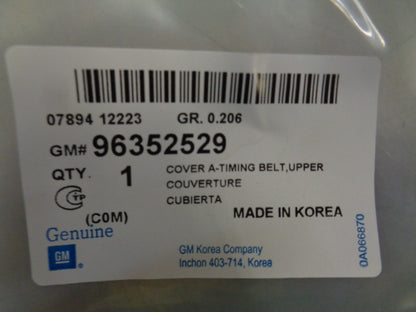 07894 12223 GR. 0.206
GM# 96352529
QTY. 1 COVER A-TIMING BELT,UPPER
COUVERTURE
CUBIERTA
TP
(C0M) MADE IN KOREA
Genuine
GM
GM Korea Company
Inchon 403-714, Korea
0A066870